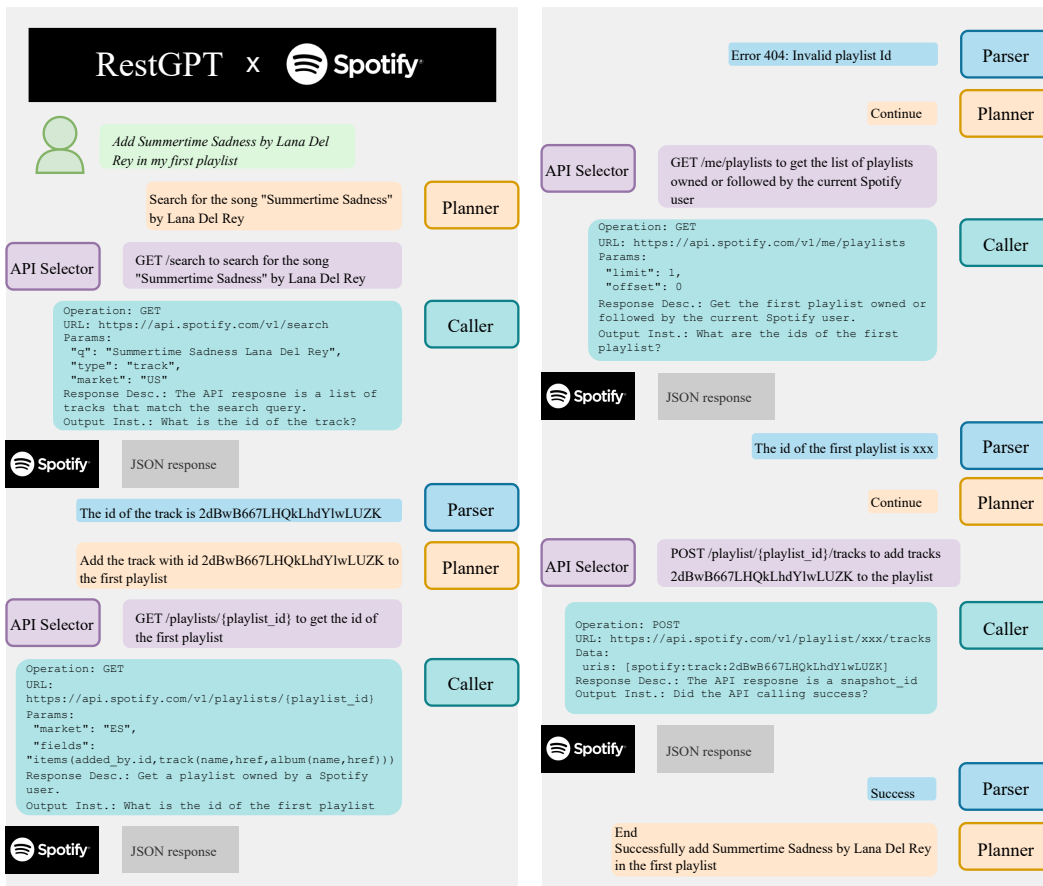 RestGPT x Spotify
Add Summertime Sadness by Lana Del
Rey in my first playlist
Search for the song "Summertime Sadness"
by Lana Del Rey
Planner
API Selector
GET /search to search for the song
"Summertime Sadness" by Lana Del Rey
Operation: GET
URL: https://api.spotify.com/v1/search
Params:
"q": "Summertime Sadness Lana Del Rey",
"type": "track",
"market": "US"
Response Desc.: The API resposne is a list of
tracks that match the search query.
Output Inst.: What is the id of the track?
Caller
Spotify
JSON response
The id of the track is 2dBwB667LHQkLhdYlwLUZK
Parser
Add the track with id 2dBwB667LHQkLhdYlwLUZK to
the first playlist
Planner
API Selector
GET /playlists/{playlist_id} to get the id of
the first playlist
Operation: GET
URL:
https://api.spotify.com/v1/playlists/{playlist_id}
Params:
"market": "ES",
"fields":
"items(added_by.id,track(name,href,album(name,href)))
Response Desc.: Get a playlist owned by a Spotify
user.
Output Inst.: What is the id of the first playlist
Caller
Spotify
JSON response
Error 404: Invalid playlist Id
Parser
Continue
Planner
API Selector
GET /me/playlists to get the list of playlists
owned or followed by the current Spotify
user
Operation: GET
URL: https://api.spotify.com/v1/me/playlists
Params:
"limit": 1,
"offset": 0
Response Desc.: Get the first playlist owned or
followed by the current Spotify user.
Output Inst.: What are the ids of the first
playlist?
Caller
Spotify
JSON response
The id of the first playlist is xxx
Parser
Continue
Planner
API Selector
POST /playlist/{playlist_id}/tracks to add tracks
2dBwB667LHQkLhdYlwLUZK to the playlist
Operation: POST
URL: https://api.spotify.com/v1/playlist/xxx/tracks
Data:
uris: [spotify:track:2dBwB667LHQkLhdYlwLUZK]
Response Desc.: The API resposne is a snapshot_id
Output Inst.: Did the API calling success?
Caller
Spotify
JSON response
Success
Parser
End
Successfully add Summertime Sadness by Lana Del Rey
in the first playlist
Planner